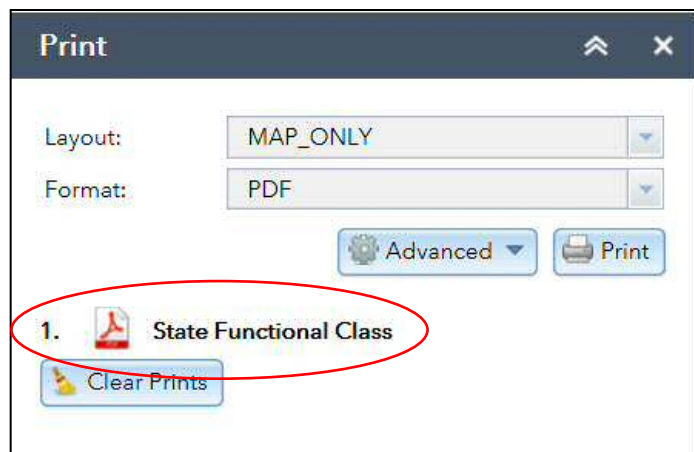 Print
Layout: MAP_ONLY
Format: PDF
Advanced Print
1. State Functional Class
Clear Prints